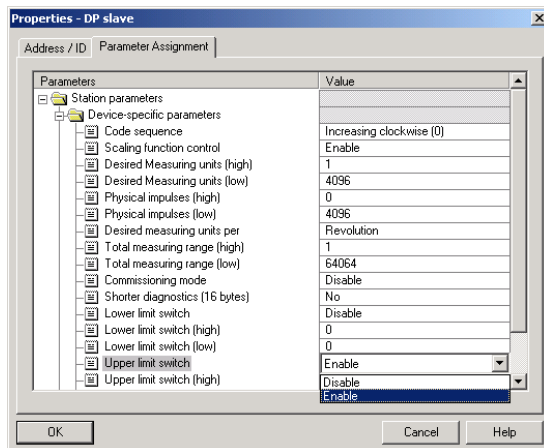 Properties - DP slave
Address / ID Parameter Assignment
Parameters Value
Station parameters
Device-specific parameters
Code sequence Increasing clockwise (0)
Scaling function control Enable
Desired Measuring units (high) 1
Desired Measuring units (low) 4096
Physical impulses (high) 0
Physical impulses (low) 4096
Desired measuring units per Revolution
Total measuring range (high) 1
Total measuring range (low) 64064
Commissioning mode Disable
Shorter diagnostics (16 bytes) No
Lower limit switch Disable
Lower limit switch (high) 0
Lower limit switch (low) 0
Upper limit switch Enable
Upper limit switch (high) Disable
Enable
OK Cancel Help